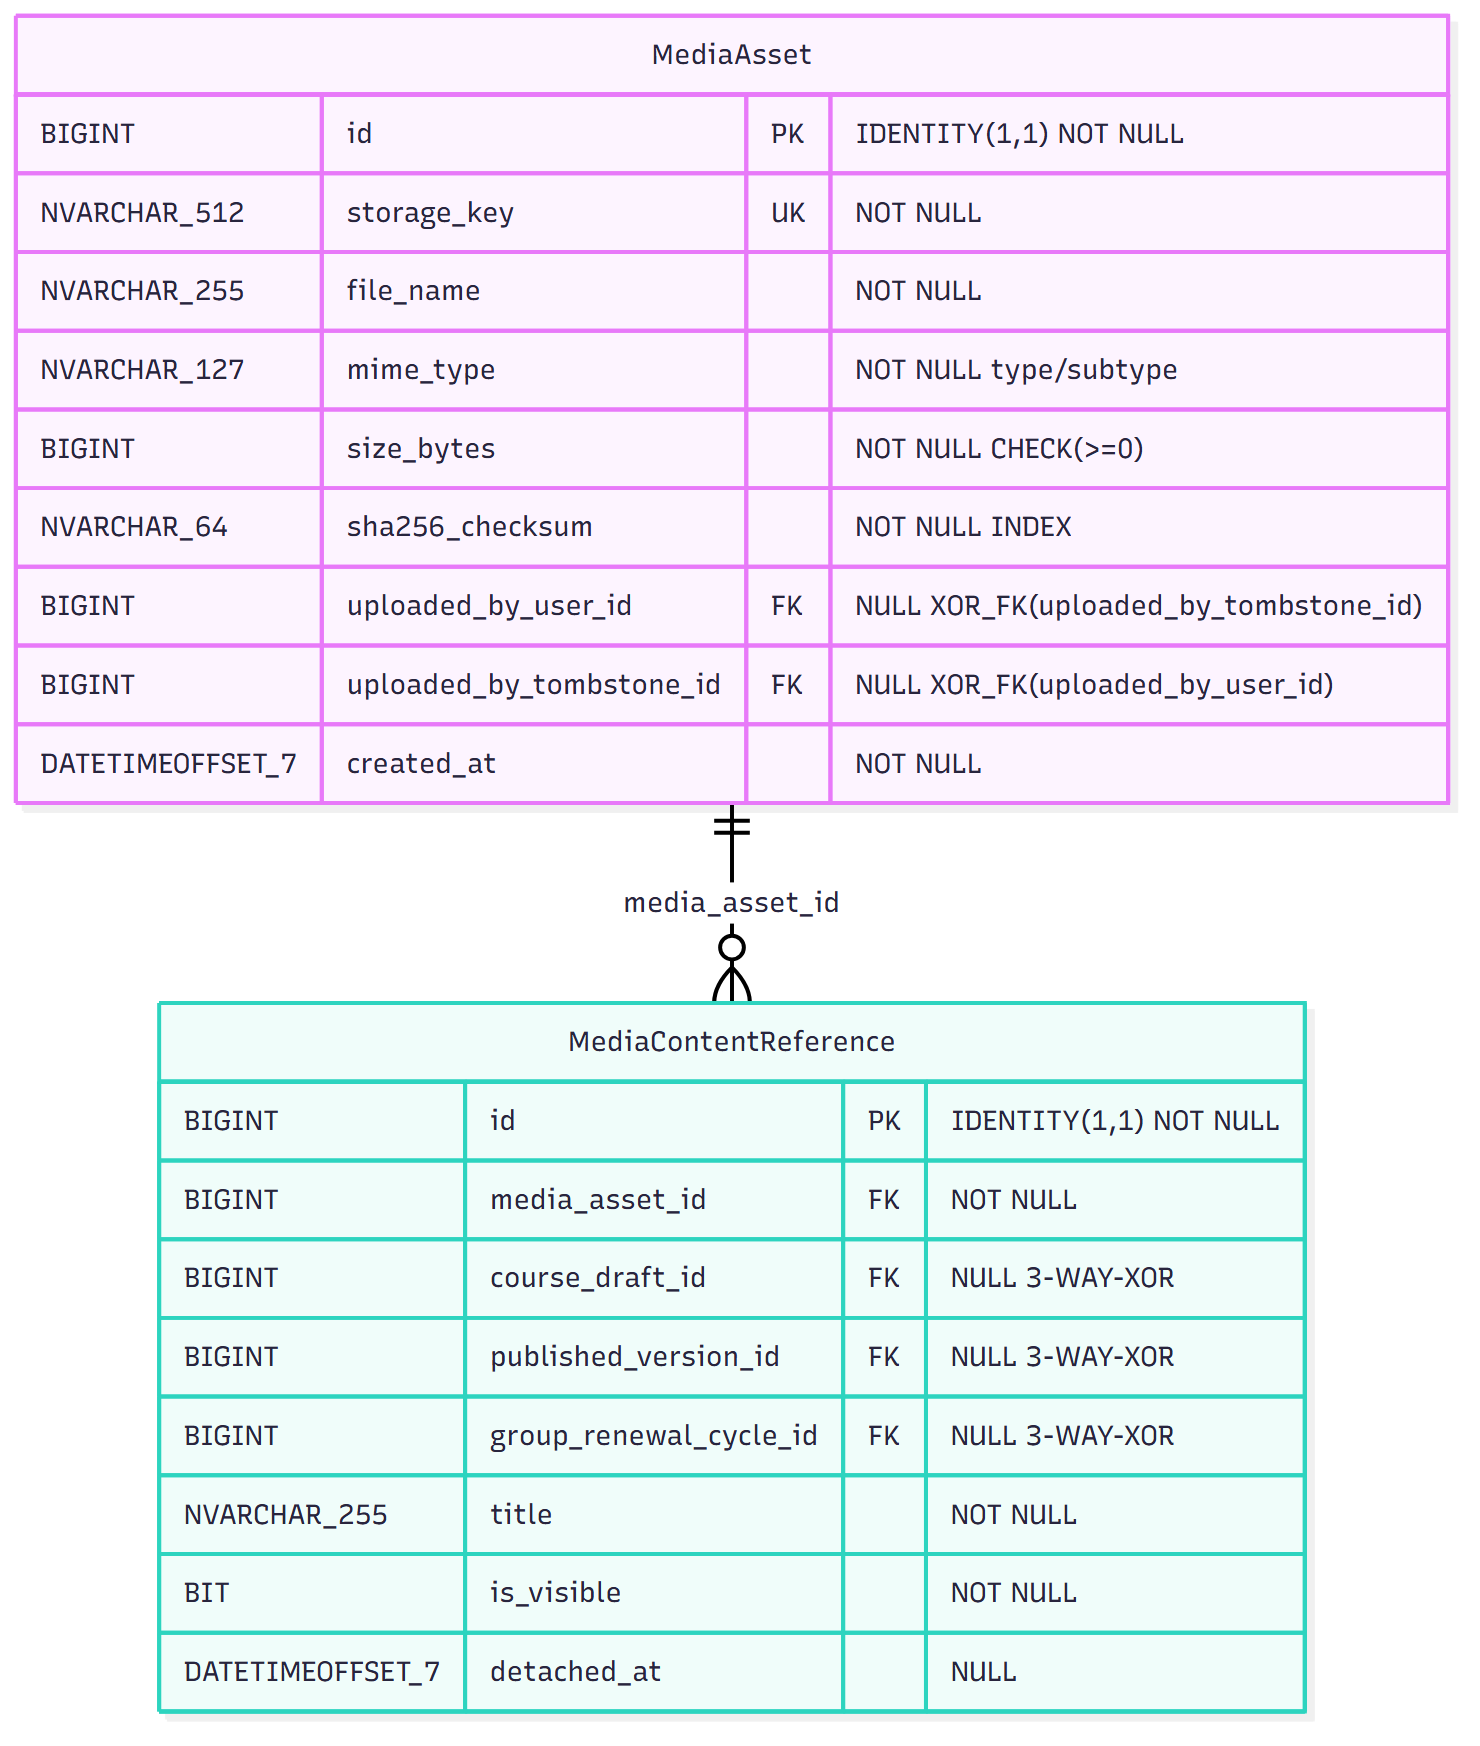 MediaAsset
BIGINT id PK IDENTITY(1,1) NOT NULL
NVARCHAR_512 storage_key UK NOT NULL
NVARCHAR_255 file_name NOT NULL
NVARCHAR_127 mime_type NOT NULL type/subtype
BIGINT size_bytes NOT NULL CHECK(>=0)
NVARCHAR_64 sha256_checksum NOT NULL INDEX
BIGINT uploaded_by_user_id FK NULL XOR_FK(uploaded_by_tombstone_id)
BIGINT uploaded_by_tombstone_id FK NULL XOR_FK(uploaded_by_user_id)
DATETIMEOFFSET_7 created_at NOT NULL
media_asset_id
MediaContentReference
BIGINT id PK IDENTITY(1,1) NOT NULL
BIGINT media_asset_id FK NOT NULL
BIGINT course_draft_id FK NULL 3-WAY-XOR
BIGINT published_version_id FK NULL 3-WAY-XOR
BIGINT group_renewal_cycle_id FK NULL 3-WAY-XOR
NVARCHAR_255 title NOT NULL
BIT is_visible NOT NULL
DATETIMEOFFSET_7 detached_at NULL